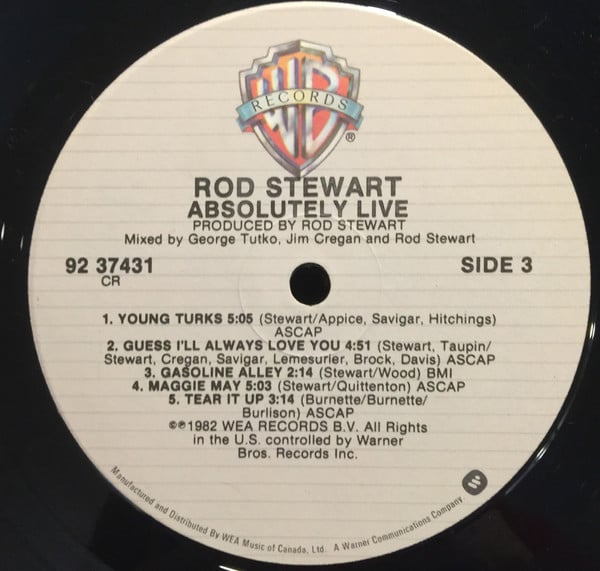 WB
RECORDS
®
ROD STEWART
ABSOLUTELY LIVE
PRODUCED BY ROD STEWART
Mixed by George Tutko, Jim Cregan and Rod Stewart
92 37431
CR
SIDE 3
1. YOUNG TURKS 5:05 (Stewart/Appice, Savigar, Hitchings)
ASCAP
2. GUESS I'LL ALWAYS LOVE YOU 4:51 (Stewart, Taupin/
Stewart, Cregan, Savigar, Lemesurier, Brock, Davis) ASCAP
3. GASOLINE ALLEY 2:14 (Stewart/Wood) BMI
4. MAGGIE MAY 5:03 (Stewart/Quittenton) ASCAP
5. TEAR IT UP 3:14 (Burnette/Burnette/
Burlison) ASCAP
©℗1982 WEA RECORDS B.V. All Rights
in the U.S. controlled by Warner
Bros. Records Inc.
Manufactured and Distributed By WEA Music of Canada, Ltd. A Warner Communications Company